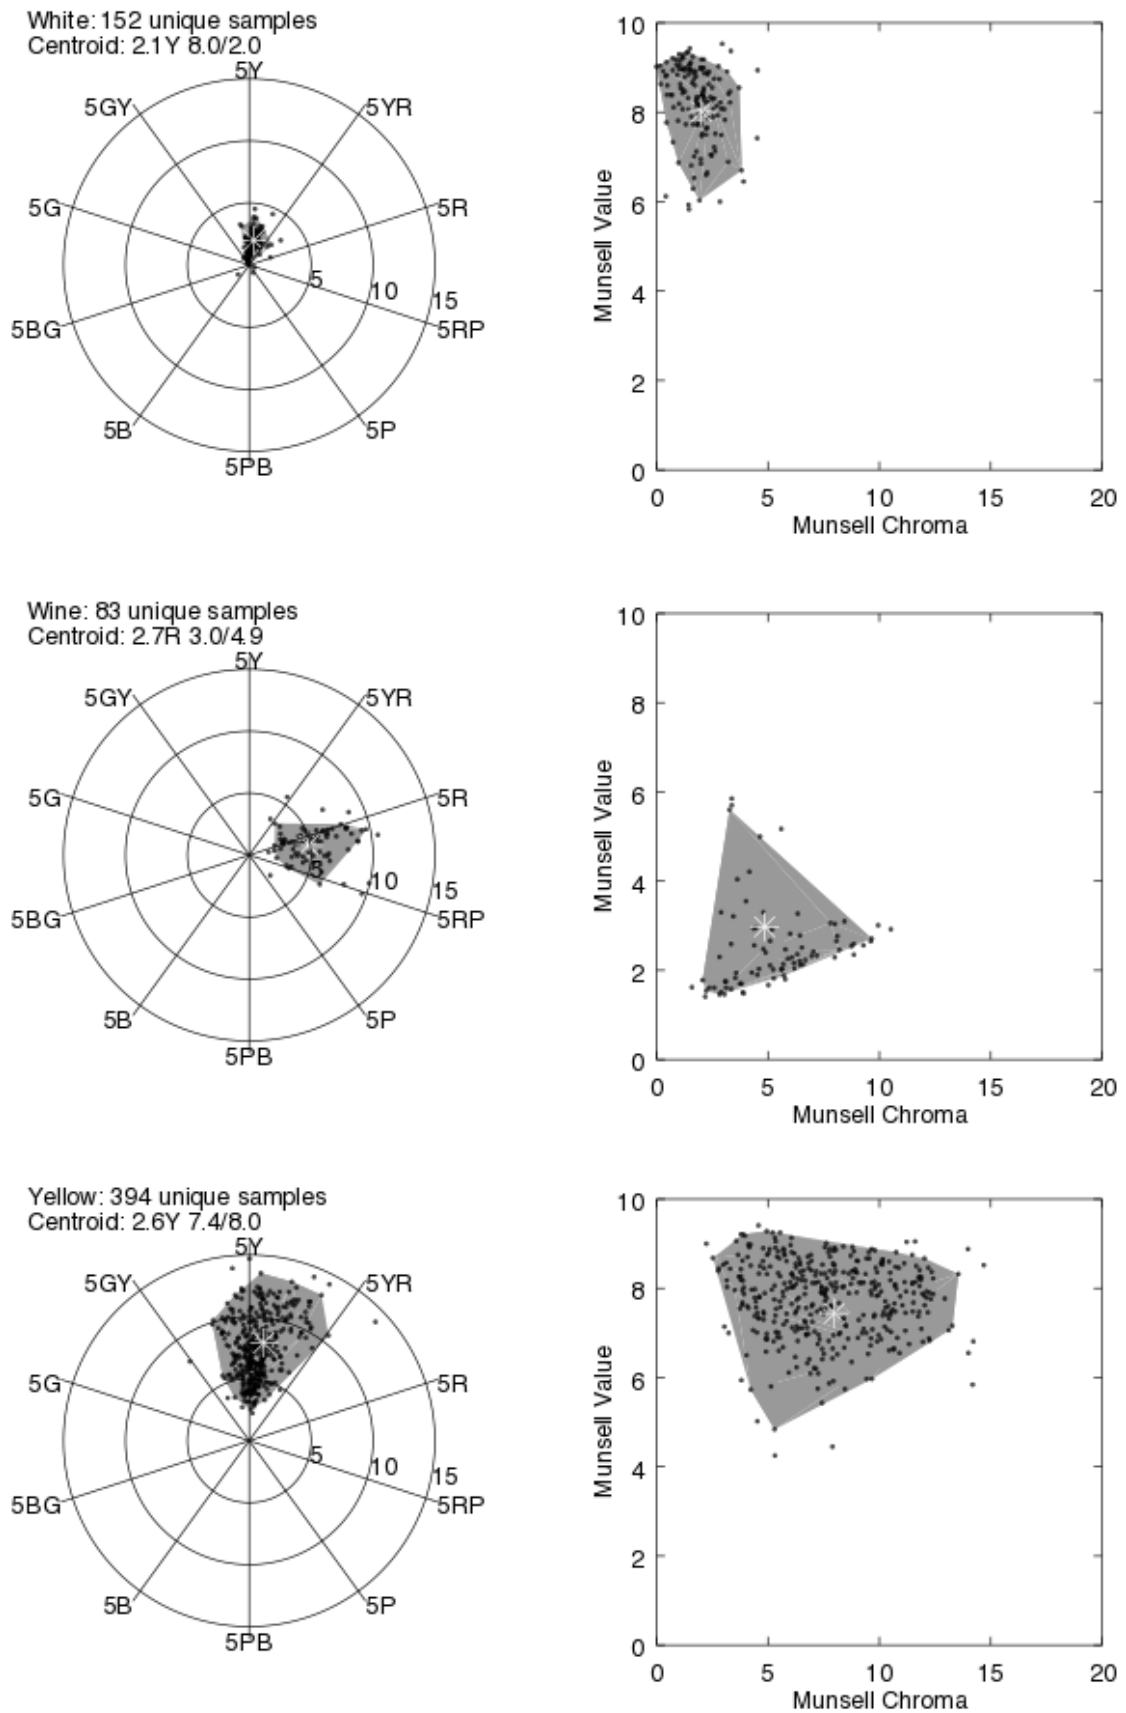 White: 152 unique samples
Centroid: 2.1Y 8.0/2.0
5Y
5GY
5YR
5G
5R
5
10
15
5BG
5RP
5B
5P
5PB
10
8
6
4
2
0
Munsell Value
0 5 10 15 20
Munsell Chroma
Wine: 83 unique samples
Centroid: 2.7R 3.0/4.9
5Y
5GY
5YR
5G
5R
5
10
15
5BG
5RP
5B
5P
5PB
10
8
6
4
2
0
Munsell Value
0 5 10 15 20
Munsell Chroma
Yellow: 394 unique samples
Centroid: 2.6Y 7.4/8.0
5Y
5GY
5YR
5G
5R
5
10
15
5BG
5RP
5B
5P
5PB
10
8
6
4
2
0
Munsell Value
0 5 10 15 20
Munsell Chroma